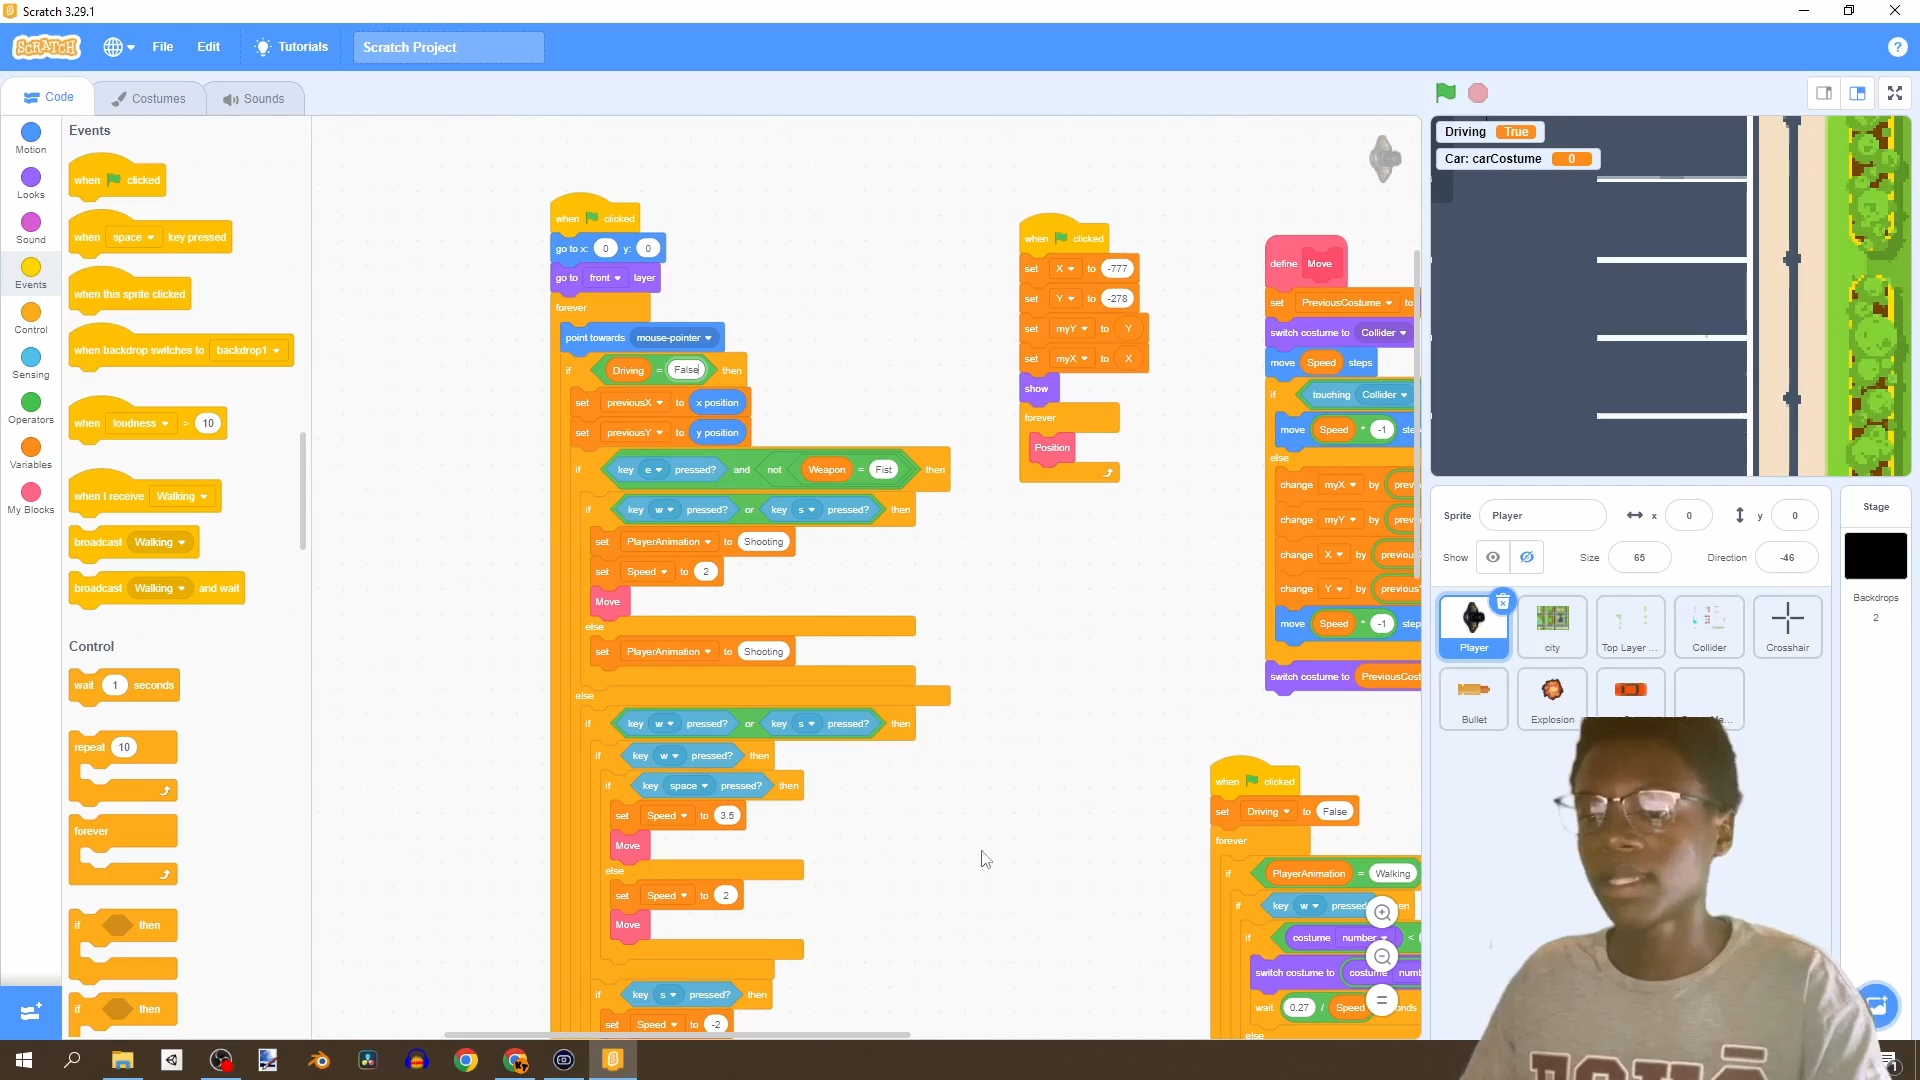 Scratch 3.29.1
SCRATCH
File
Edit
Tutorials
Scratch Project
?
Code
Costumes
Sounds
Motion
Looks
Sound
Events
Control
Sensing
Operators
Variables
My Blocks
Events
when clicked
when space key pressed
when this sprite clicked
when backdrop switches to backdrop1
when loudness > 10
when I receive Walking
broadcast Walking
broadcast Walking and wait
Control
wait 1 seconds
repeat 10
forever
if then
if then
when clicked
go to x: 0 y: 0
go to front layer
forever
point towards mouse-pointer
if Driving = False then
set previousX to x position
set previousY to y position
if key e pressed? and not Weapon = Fist then
if key w pressed? or key s pressed? then
set PlayerAnimation to Shooting
set Speed to 2
Move
else
set PlayerAnimation to Shooting
else
if key w pressed? or key s pressed? then
if key w pressed? then
if key space pressed? then
set Speed to 3.5
Move
else
set Speed to 2
Move
if key s pressed? then
set Speed to -2
when clicked
set X to -777
set Y to -278
set myY to Y
set myX to X
show
forever
Position
define Move
set PreviousCostume to
switch costume to Collider
move Speed steps
if touching Collider
move Speed * -1
else
change myX by
change myY by
change X by
change Y by
move Speed * -1 step
switch costume to
when clicked
set Driving to False
forever
if PlayerAnimation = Walking
if key w pressed
if costume number <
switch costume to
wait 0.27 / Speed
else
Driving True
Car: carCostume 0
Sprite Player x 0 y 0
Show Size 65 Direction -46
Player
city
Top Layer ...
Collider
Crosshair
Bullet
Explosion
Stage
Backdrops
2